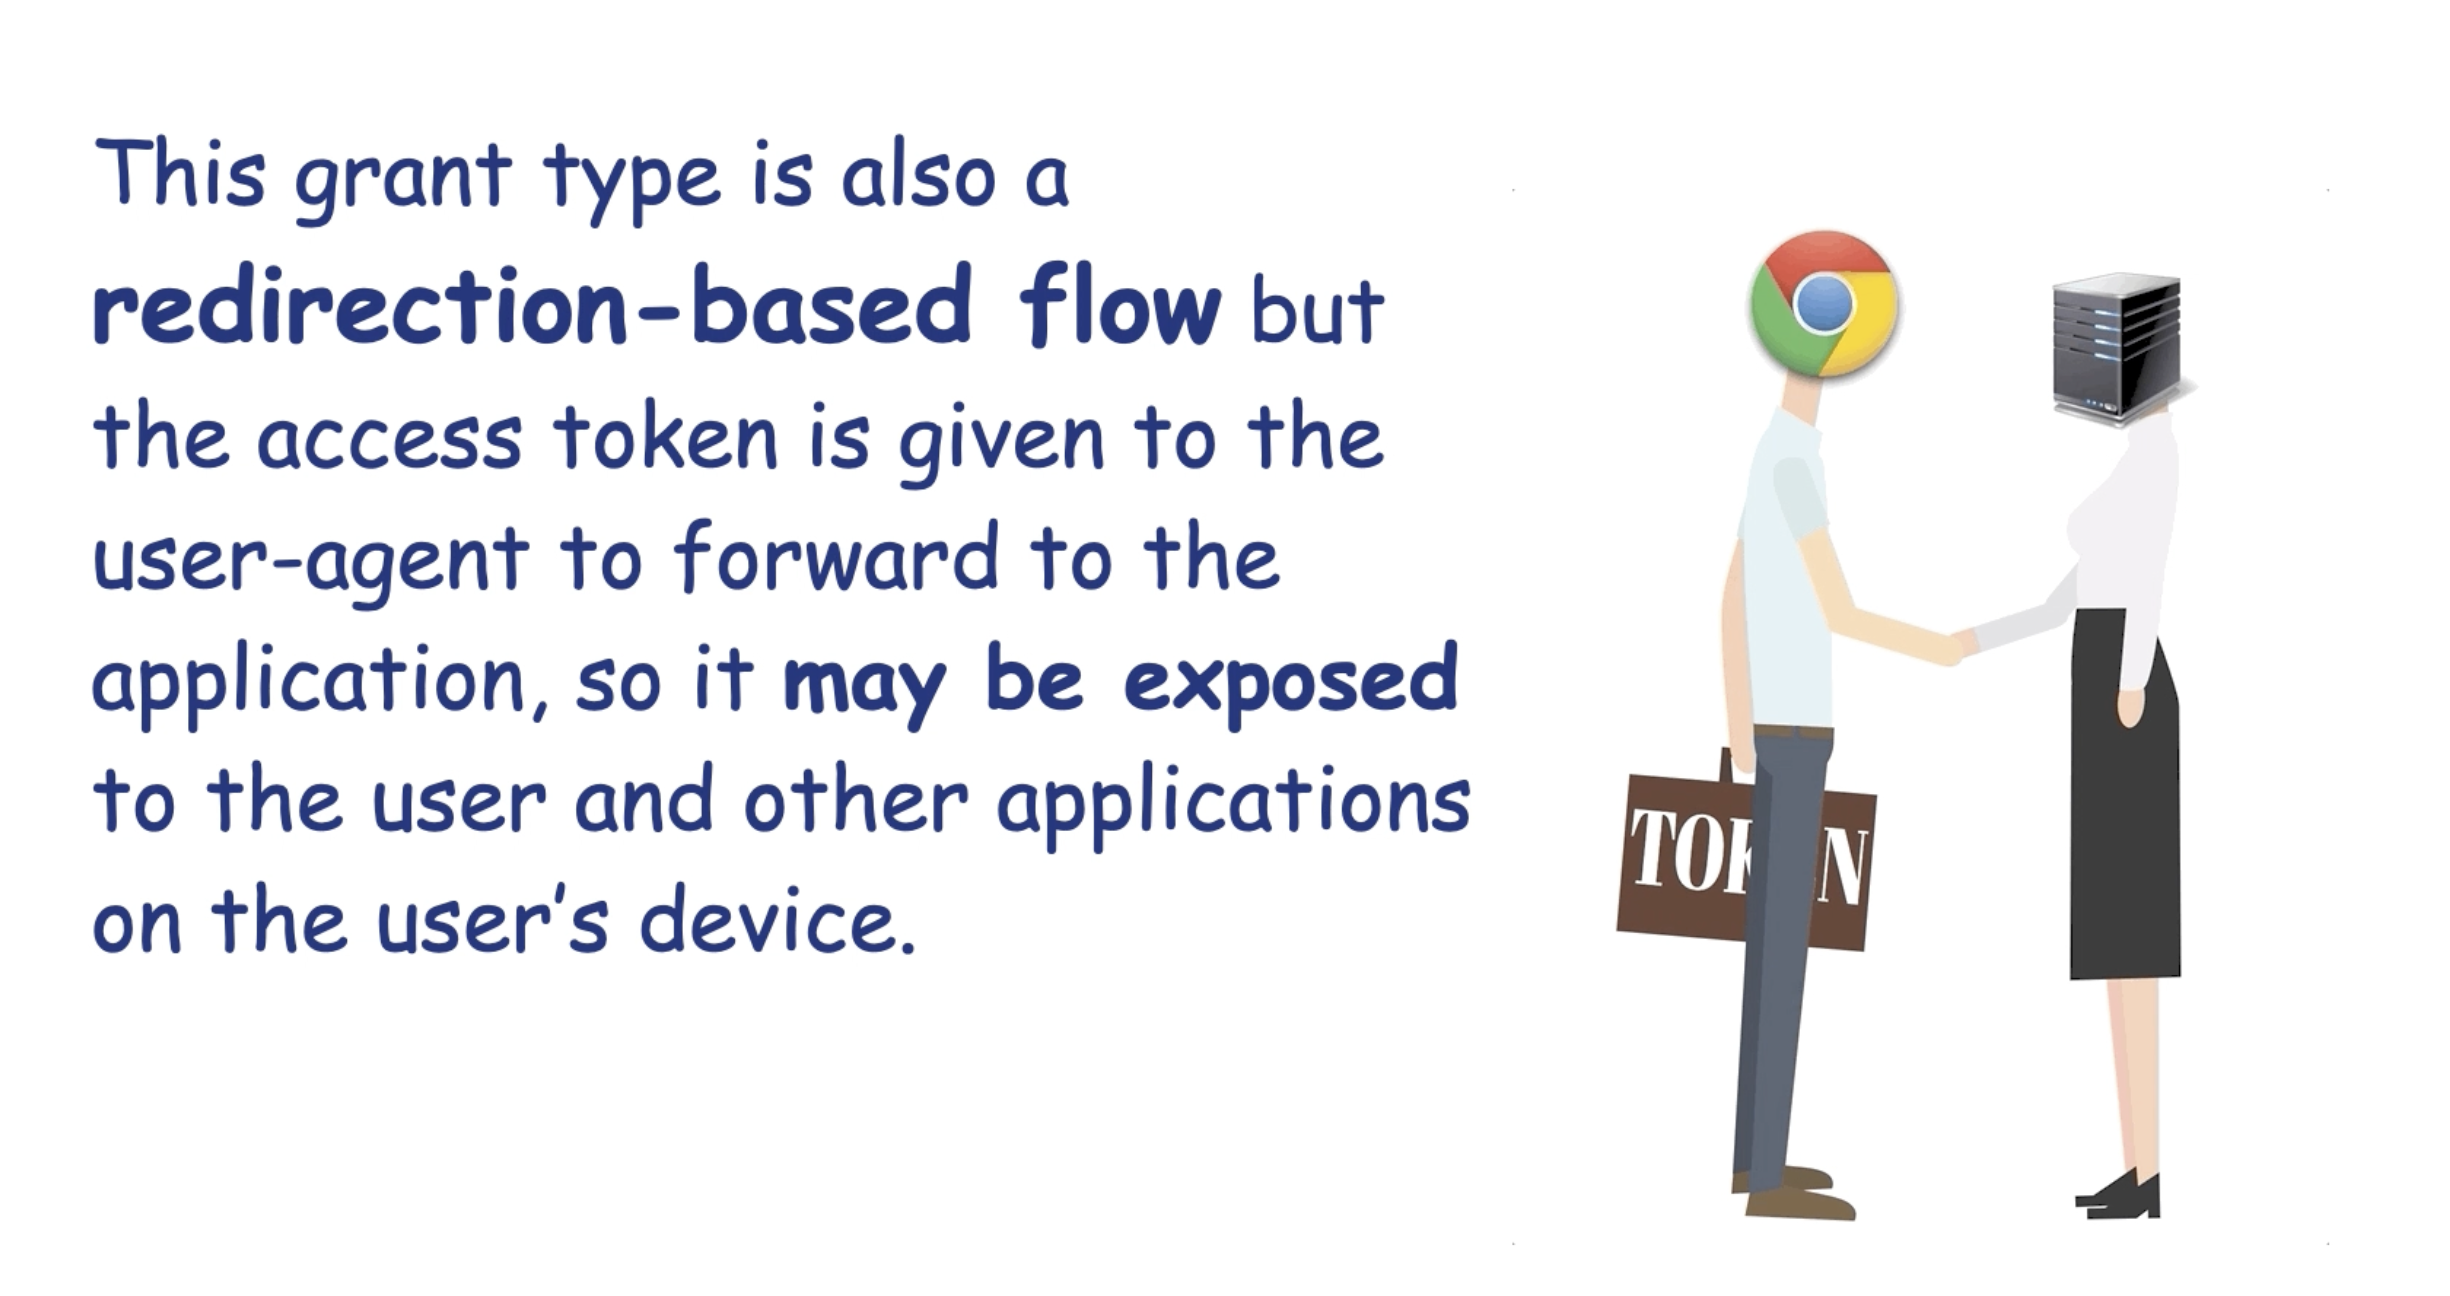 This grant type is also a
redirection-based flow but
the access token is given to the
user-agent to forward to the
application, so it may be exposed
to the user and other applications
on the user's device.
TOKEN